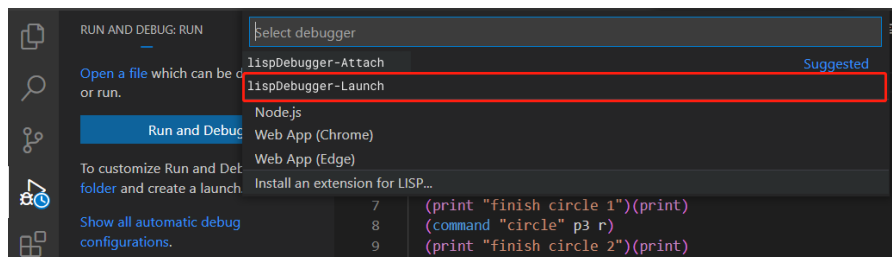 RUN AND DEBUG: RUN
Open a file which can be d
or run.
Run and Debug
To customize Run and Deb
folder and create a launch
Show all automatic debug
configurations.
Select debugger
lispDebugger-Attach
Suggested
lispDebugger-Launch
Node.js
Web App (Chrome)
Web App (Edge)
Install an extension for LISP...
7 (print "finish circle 1")(print)
8 (command "circle" p3 r)
9 (print "finish circle 2")(print)